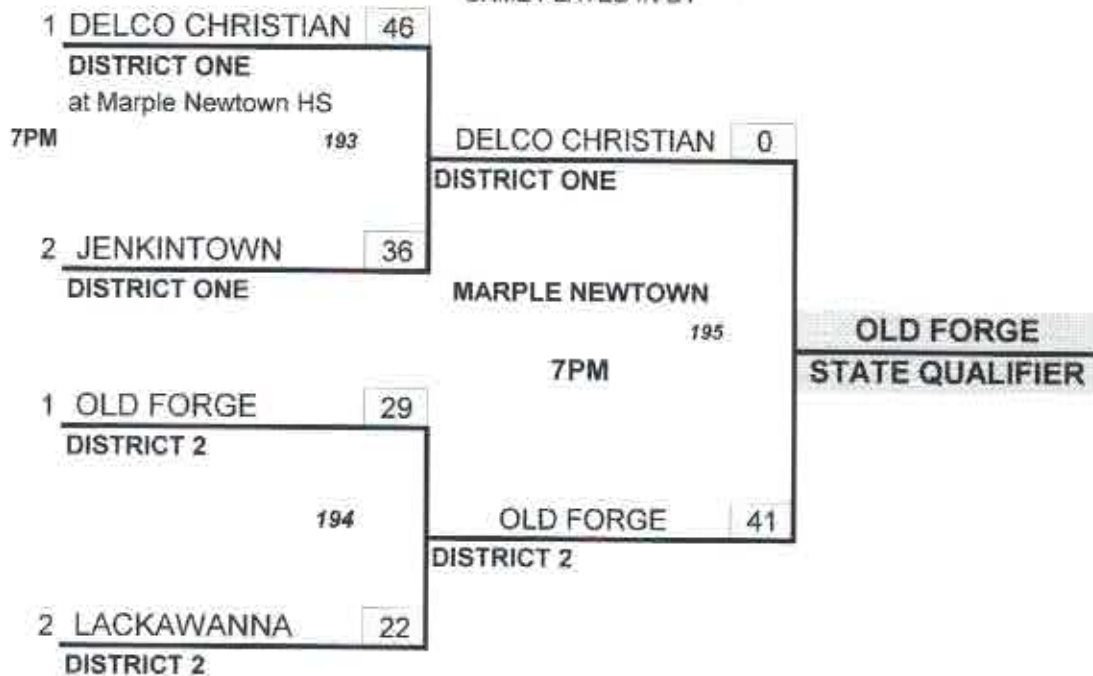 1 DELCO CHRISTIAN 46
DISTRICT ONE
at Marple Newtown HS
7PM 193
DELCO CHRISTIAN 0
DISTRICT ONE
2 JENKINTOWN 36
DISTRICT ONE
MARPLE NEWTOWN
195
7PM
OLD FORGE
STATE QUALIFIER
1 OLD FORGE 29
DISTRICT 2
194
OLD FORGE 41
DISTRICT 2
2 LACKAWANNA 22
DISTRICT 2